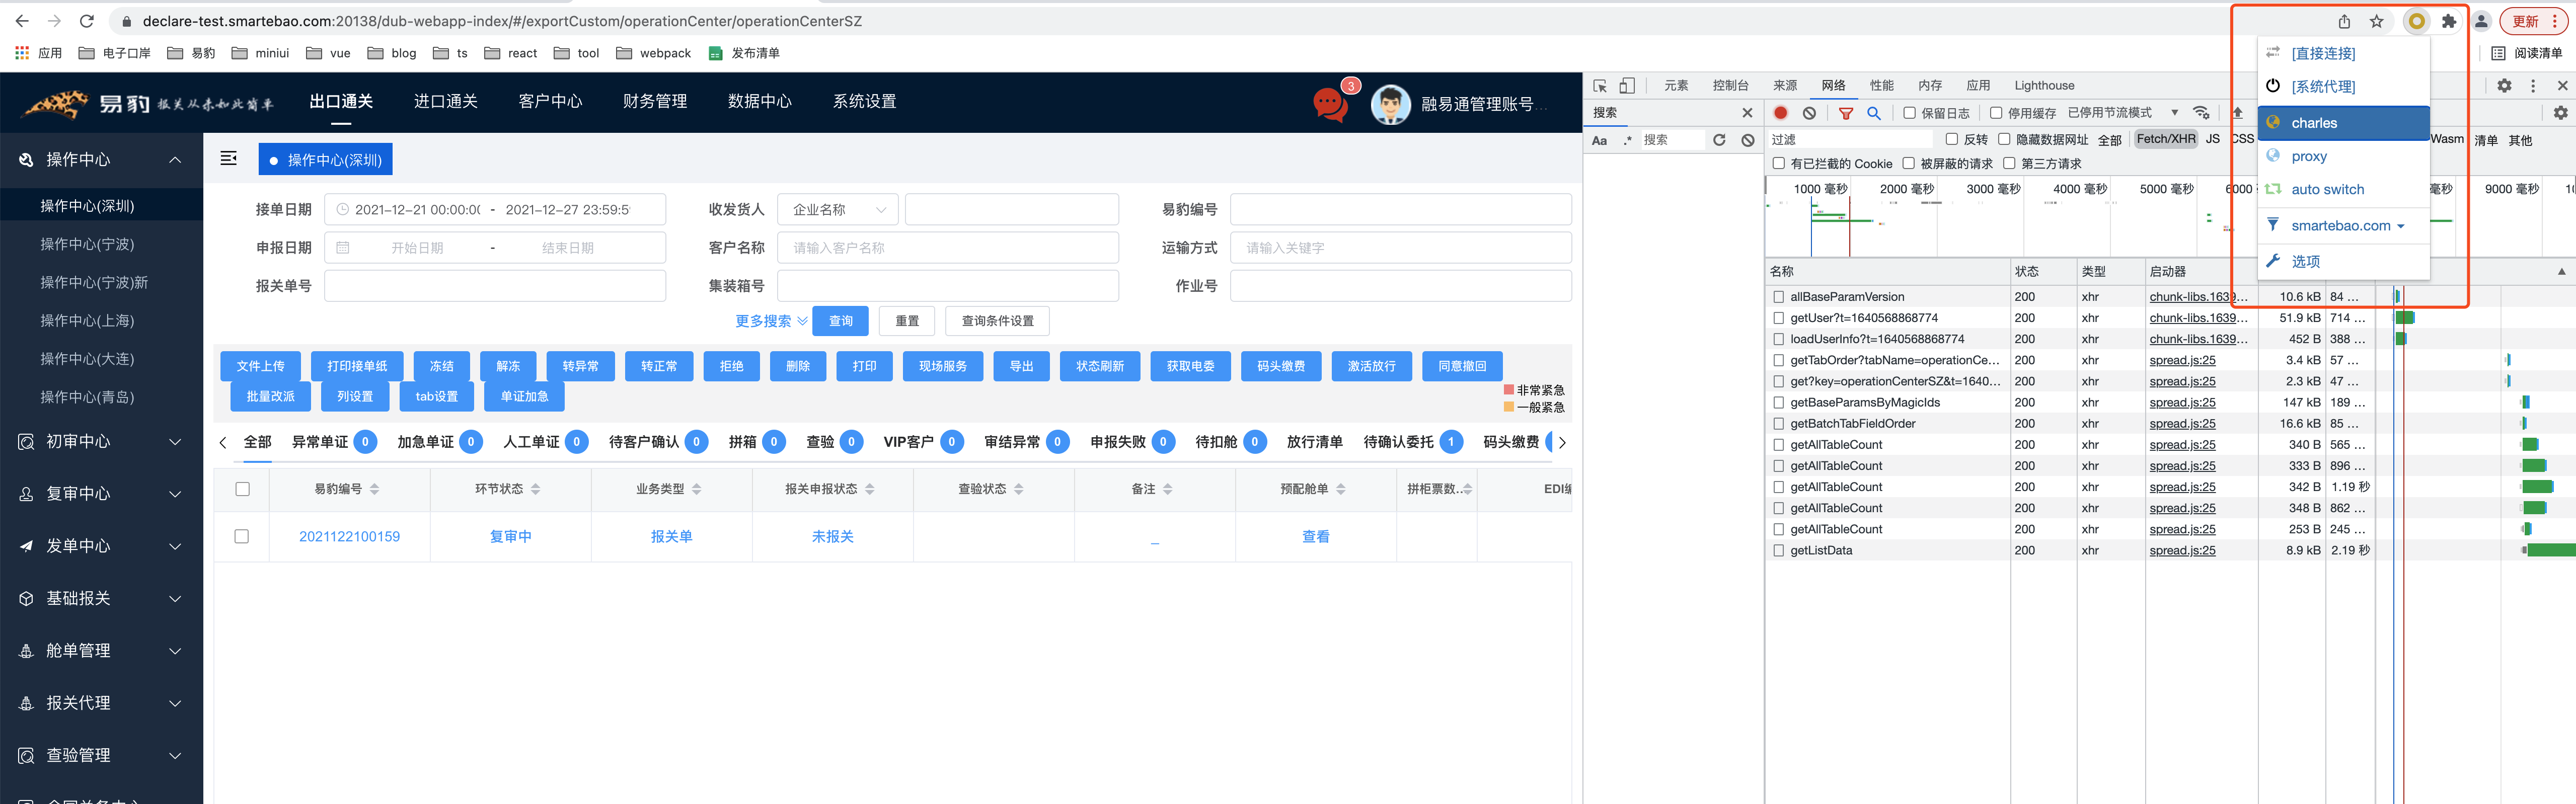 declare-test.smartebao.com:20138/dub-webapp-index/#/exportCustom/operationCenter/operationCenterSZ
更新
应用 电子口岸 易豹 miniui vue blog ts react tool webpack 发布清单
阅读清单
[直接连接]
[系统代理]
charles
proxy
auto switch
smartebao.com
选项
易豹 报关从未如此简单
出口通关 进口通关 客户中心 财务管理 数据中心 系统设置
3
融易通管理账号...
操作中心
操作中心(深圳)
操作中心(宁波)
操作中心(宁波)新
操作中心(上海)
操作中心(大连)
操作中心(青岛)
初审中心
复审中心
发单中心
基础报关
舱单管理
报关代理
查验管理
操作中心(深圳)
接单日期 2021-12-21 00:00:00 - 2021-12-27 23:59:5
收发货人 企业名称
易豹编号
申报日期 开始日期 - 结束日期
客户名称 请输入客户名称
运输方式 请输入关键字
报关单号
集装箱号
作业号
更多搜索 查询 重置 查询条件设置
文件上传 打印接单纸 冻结 解冻 转异常 转正常 拒绝 删除 打印 现场服务 导出 状态刷新 获取电委 码头缴费 激活放行 同意撤回
批量改派 列设置 tab设置 单证加急
非常紧急
一般紧急
全部 异常单证 0 加急单证 0 人工单证 0 待客户确认 0 拼箱 0 查验 0 VIP客户 0 审结异常 0 申报失败 0 待扣舱 0 放行清单 待确认委托 1 码头缴费
易豹编号 环节状态 业务类型 报关申报状态 查验状态 备注 预配舱单 拼柜票数... EDI
2021122100159 复审中 报关单 未报关 _ 查看
元素 控制台 来源 网络 性能 内存 应用 Lighthouse
搜索
Aa .* 搜索
保留日志 停用缓存 已停用节流模式
过滤 反转 隐藏数据网址 全部 Fetch/XHR JS CSS Wasm 清单 其他
有已拦截的 Cookie 被屏蔽的请求 第三方请求
1000 毫秒 2000 毫秒 3000 毫秒 4000 毫秒 5000 毫秒 6000 毫秒 9000 毫秒
名称 状态 类型 启动器
allBaseParamVersion 200 xhr chunk-libs.1639... 10.6 kB 84 ...
getUser?t=1640568868774 200 xhr chunk-libs.1639... 51.9 kB 714 ...
loadUserInfo?t=1640568868774 200 xhr chunk-libs.1639... 452 B 388 ...
getTabOrder?tabName=operationCe... 200 xhr spread.js:25 3.4 kB 57 ...
get?key=operationCenterSZ&t=1640... 200 xhr spread.js:25 2.3 kB 47 ...
getBaseParamsByMagicIds 200 xhr spread.js:25 147 kB 189 ...
getBatchTabFieldOrder 200 xhr spread.js:25 16.6 kB 85 ...
getAllTableCount 200 xhr spread.js:25 340 B 565 ...
getAllTableCount 200 xhr spread.js:25 333 B 896 ...
getAllTableCount 200 xhr spread.js:25 342 B 1.19 秒
getAllTableCount 200 xhr spread.js:25 348 B 862 ...
getAllTableCount 200 xhr spread.js:25 253 B 245 ...
getListData 200 xhr spread.js:25 8.9 kB 2.19 秒